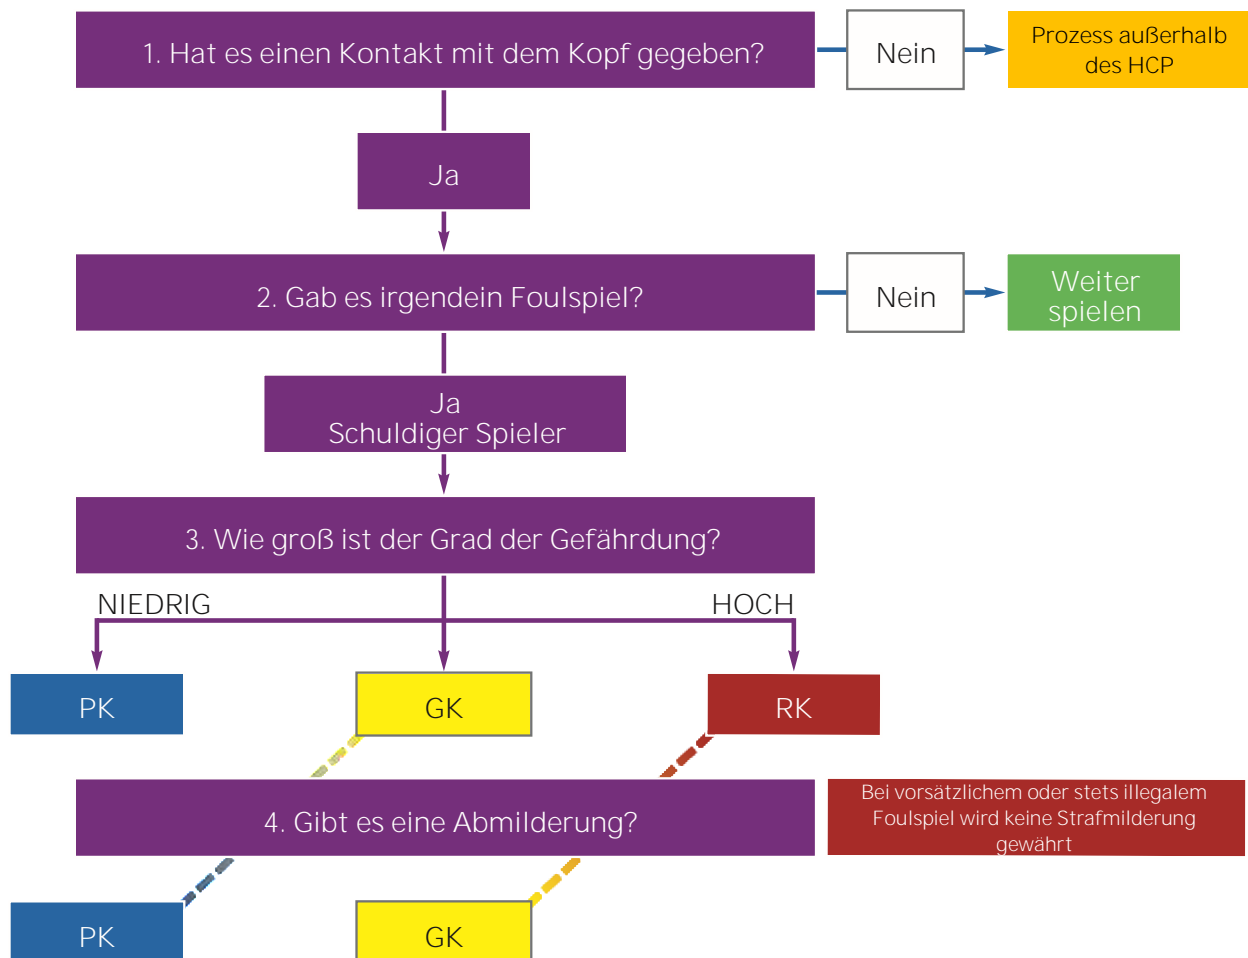 1. Hat es einen Kontakt mit dem Kopf gegeben?
Nein
Prozess außerhalb
des HCP
Ja
2. Gab es irgendein Foulspiel?
Nein
Weiter
spielen
Ja
Schuldiger Spieler
3. Wie groß ist der Grad der Gefährdung?
NIEDRIG
HOCH
PK
GK
RK
4. Gibt es eine Abmilderung?
Bei vorsätzlichem oder stets illegalem
Foulspiel wird keine Strafmilderung
gewährt
PK
GK